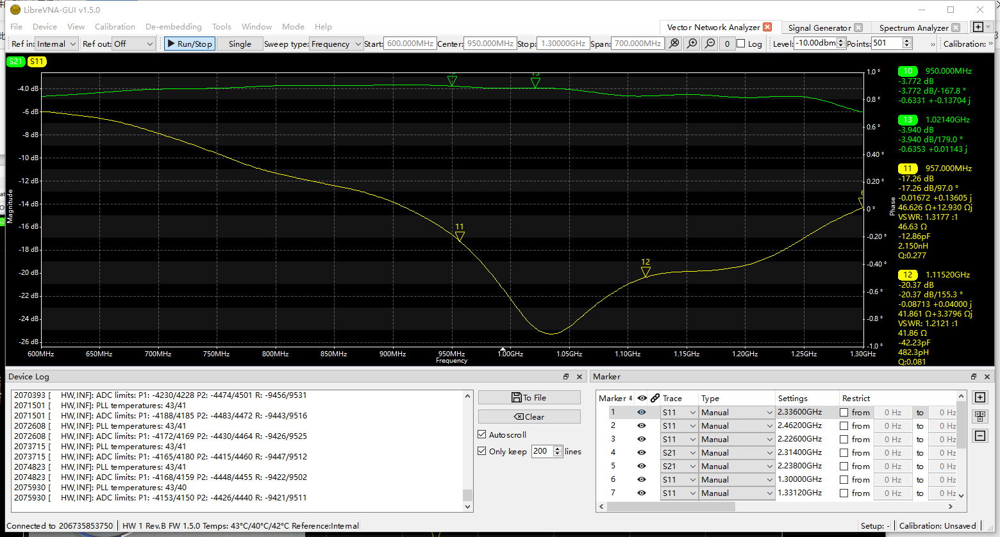 LibreVNA-GUI v1.5.0
File Device View Calibration De-embedding Tools Window Mode Help
Vector Network Analyzer Signal Generator Spectrum Analyzer
Ref in: Internal Ref out: Off Run/Stop Single Sweep type: Frequency Start: 600.000MHz Center: 950.000MHz Stop: 1.30000GHz Span: 700.000MHz 0 Log Level: -10.00dbm Points: 501 » Calibration: »
S21 S11
-4.0 dB
-6 dB
-8 dB
-10 dB
-12 dB
-14 dB
-16 dB
-18 dB
-20 dB
-22 dB
-24 dB
-26 dB
Magnitude
11
12
1.0 °
0.8 °
0.6 °
0.40 °
0.20 °
0 °
-0.20 °
-0.40 °
-0.6 °
-0.8 °
-1.0 °
Phase
600MHz 650MHz 700MHz 750MHz 800MHz 850MHz 900MHz 950MHz 1.00GHz 1.05GHz 1.10GHz 1.15GHz 1.20GHz 1.25GHz 1.30GHz
Frequency
10 950.000MHz
-3.772 dB
-3.772 dB/-167.8 °
-0.6331 +-0.13704 j
13 1.02140GHz
-3.940 dB
-3.940 dB/179.0 °
-0.6353 +0.01143 j
11 957.000MHz
-17.26 dB
-17.26 dB/97.0 °
-0.01672 +0.13605 j
46.626 Ω+12.930 Ωj
VSWR: 1.3177 :1
46.63 Ω
-12.86pF
2.150nH
Q:0.277
12 1.11520GHz
-20.37 dB
-20.37 dB/155.3 °
-0.08713 +0.04000 j
41.861 Ω+3.3796 Ωj
VSWR: 1.2121 :1
41.86 Ω
-42.23pF
482.3pH
Q:0.081
Device Log
2070393 [ HW,INF]: ADC limits: P1: -4230/4228 P2: -4474/4501 R: -9456/9531
2071501 [ HW,INF]: PLL temperatures: 43/41
2071501 [ HW,INF]: ADC limits: P1: -4188/4185 P2: -4483/4472 R: -9443/9516
2072608 [ HW,INF]: PLL temperatures: 43/41
2072608 [ HW,INF]: ADC limits: P1: -4172/4169 P2: -4430/4464 R: -9426/9525
2073715 [ HW,INF]: PLL temperatures: 43/41
2073715 [ HW,INF]: ADC limits: P1: -4165/4180 P2: -4415/4460 R: -9447/9512
2074823 [ HW,INF]: PLL temperatures: 43/41
2074823 [ HW,INF]: ADC limits: P1: -4168/4159 P2: -4448/4455 R: -9422/9502
2075930 [ HW,INF]: PLL temperatures: 43/40
2075930 [ HW,INF]: ADC limits: P1: -4153/4150 P2: -4426/4440 R: -9421/9511
To File
Clear
Autoscroll
Only keep 200 lines
Marker
Marker # Trace Type Settings Restrict
1 S11 Manual 2.33600GHz from 0 Hz to 0 Hz
2 S11 Manual 2.46200GHz from 0 Hz to 0 Hz
3 S11 Manual 2.22600GHz from 0 Hz to 0 Hz
4 S21 Manual 2.31400GHz from 0 Hz to 0 Hz
5 S21 Manual 2.23800GHz from 0 Hz to 0 Hz
6 S11 Manual 1.30000GHz from 0 Hz to 0 Hz
7 S11 Manual 1.33120GHz from 0 Hz to 0 Hz
Connected to 206735853750 HW 1 Rev.B FW 1.5.0 Temps: 43°C/40°C/42°C Reference:Internal Setup: - Calibration: Unsaved